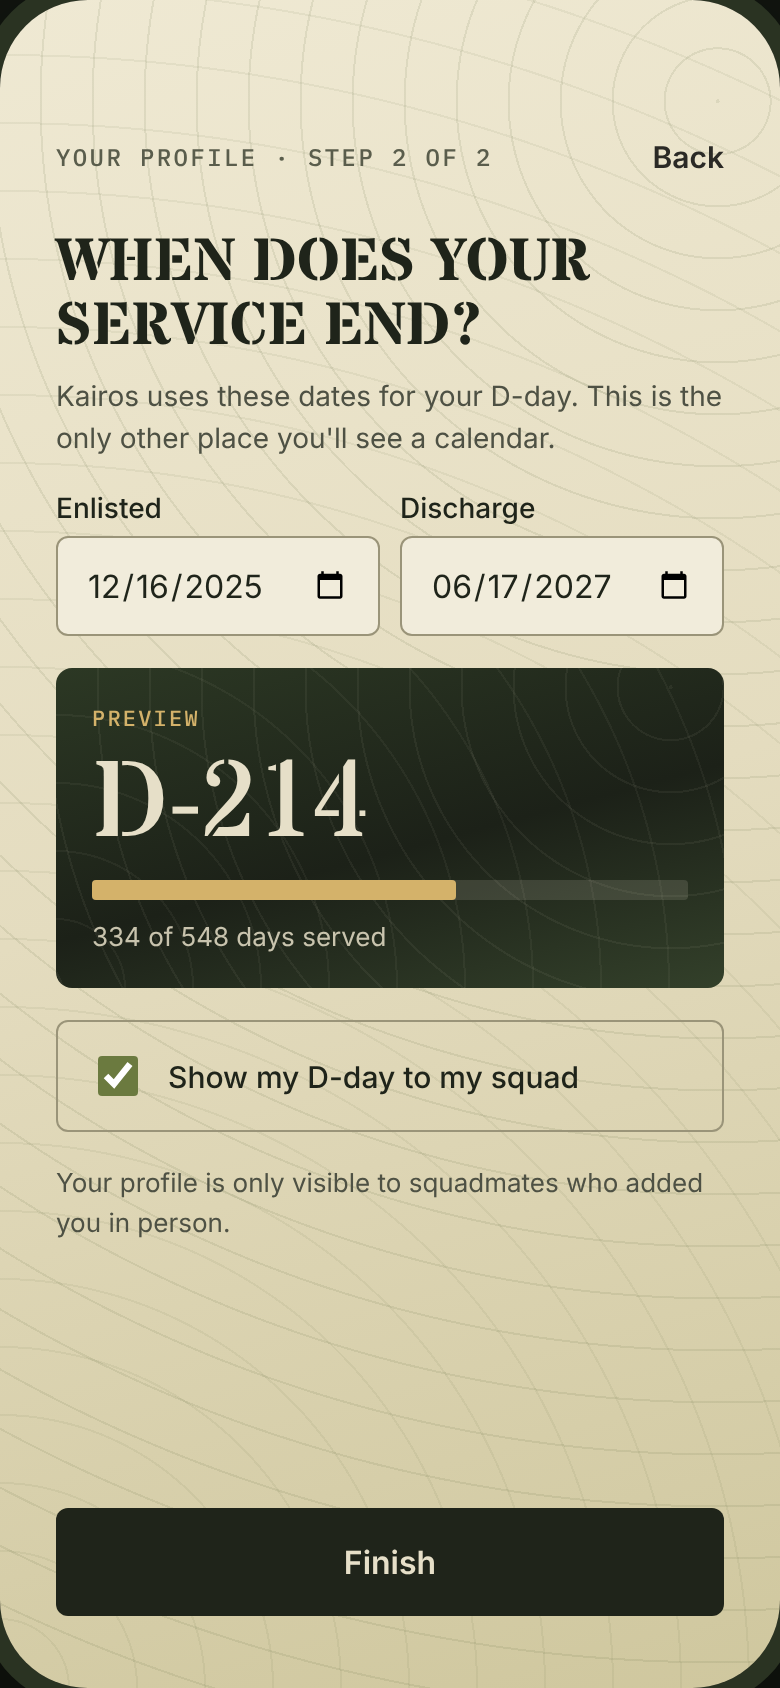 YOUR PROFILE · STEP 2 OF 2
Back
WHEN DOES YOUR
SERVICE END?
Kairos uses these dates for your D-day. This is the
only other place you'll see a calendar.
Enlisted
Discharge
12/16/2025
06/17/2027
PREVIEW
D-214
334 of 548 days served
Show my D-day to my squad
Your profile is only visible to squadmates who added
you in person.
Finish